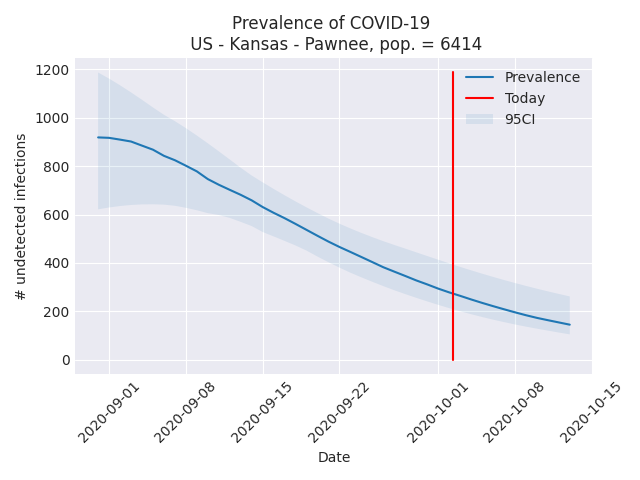 Prevalence of COVID-19
US - Kansas - Pawnee, pop. = 6414
Prevalence
Today
95CI
# undetected infections
1200
1000
800
600
400
200
0
2020-09-01
2020-09-08
2020-09-15
2020-09-22
2020-10-01
2020-10-08
2020-10-15
Date